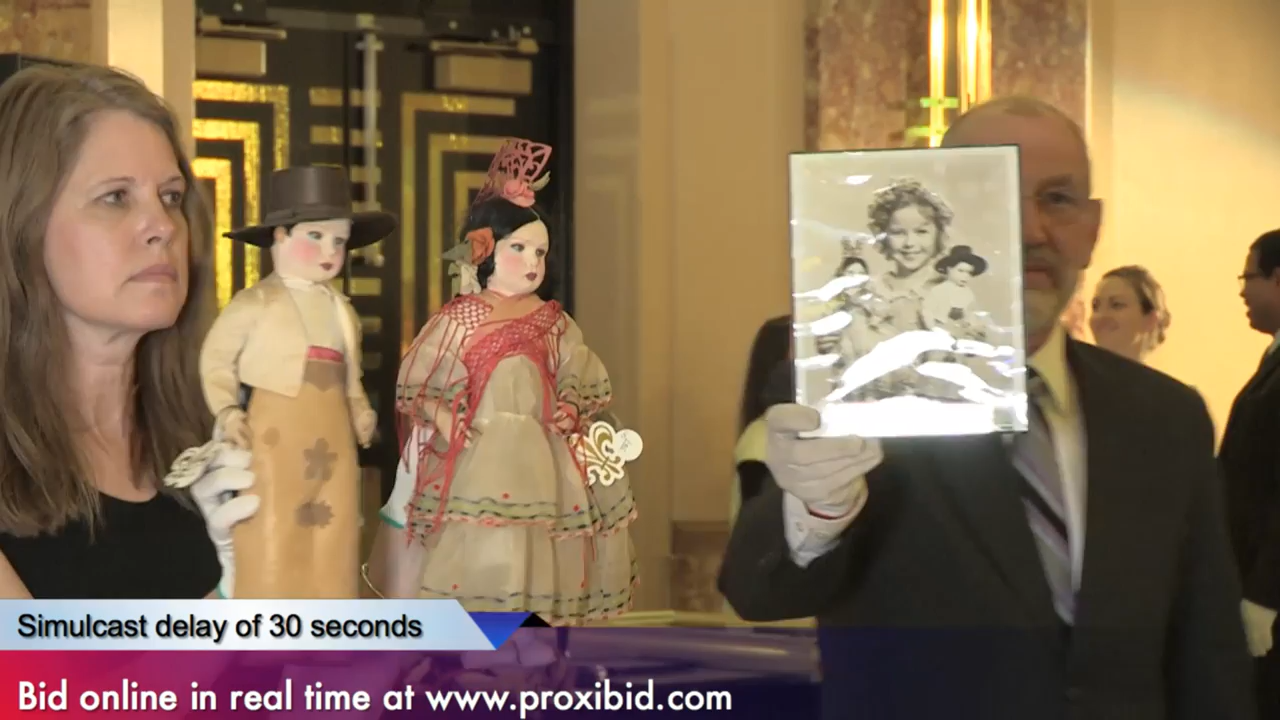 Simulcast delay of 30 seconds
Bid online in real time at www.proxibid.com